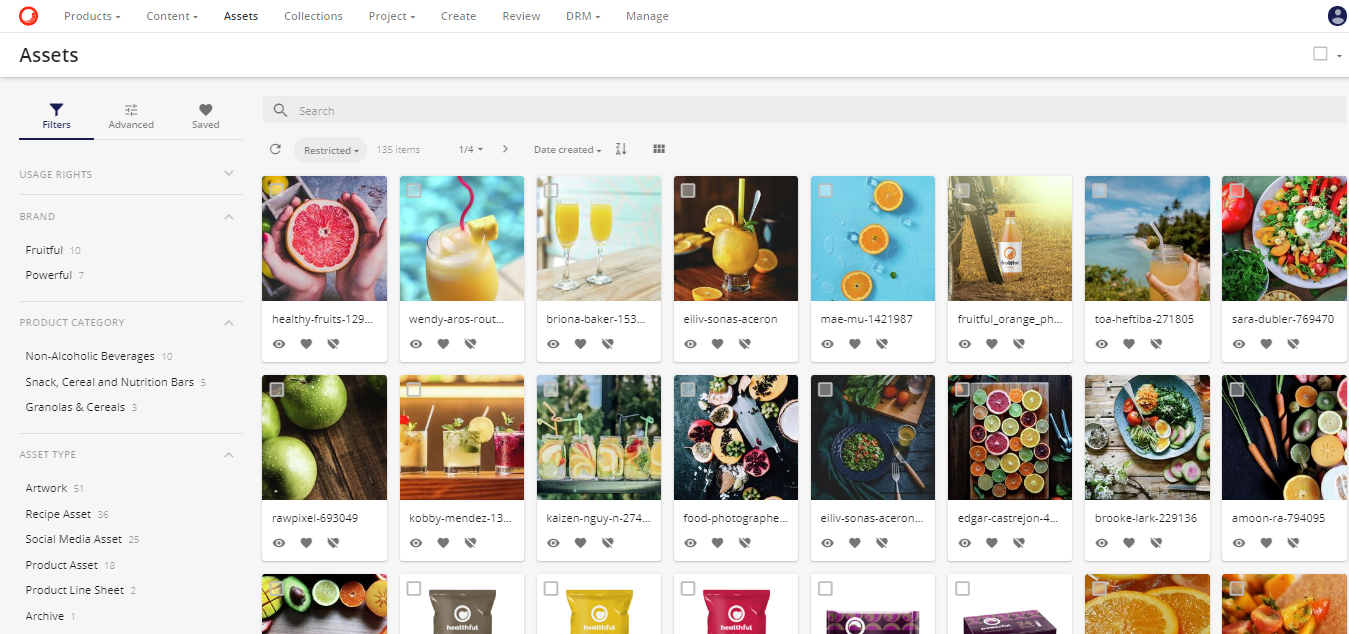 Products Content Assets Collections Project Create Review DRM Manage
Assets
Filters Advanced Saved
Search
Restricted 135 items 1/4 Date created
USAGE RIGHTS
BRAND
Fruitful 10
Powerful 7
PRODUCT CATEGORY
Non-Alcoholic Beverages 10
Snack, Cereal and Nutrition Bars 5
Granolas & Cereals 3
ASSET TYPE
Artwork 51
Recipe Asset 36
Social Media Asset 25
Product Asset 18
Product Line Sheet 2
Archive 1
fruitful
healthy-fruits-129... wendy-aros-rout... briona-baker-153... eiliv-sonas-aceron mae-mu-1421987 fruitful_orange_ph... toa-heftiba-271805 sara-dubler-769470
rawpixel-693049 kobby-mendez-13... kaizen-nguy-n-274... food-photographe... eiliv-sonas-aceron... edgar-castrejon-4... brooke-lark-229136 amoon-ra-794095
healthful healthful healthful powerful 24